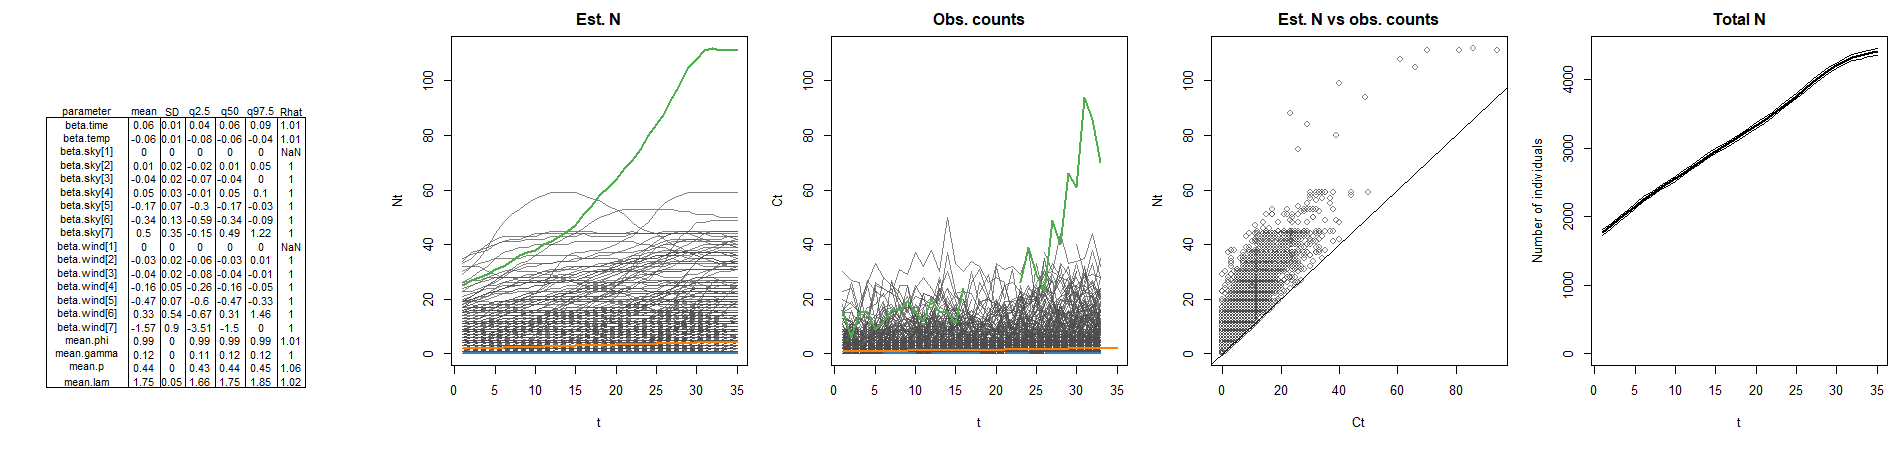 Est. N
Obs. counts
Est. N vs obs. counts
Total N
parameter mean SD q2.5 q50 q97.5 Rhat
beta.time 0.06 0.01 0.04 0.06 0.09 1.01
beta.temp -0.06 0.01 -0.08 -0.06 -0.04 1.01
beta.sky[1] 0 0 0 0 0 NaN
beta.sky[2] 0.01 0.02 -0.02 0.01 0.05 1
beta.sky[3] -0.04 0.02 -0.07 -0.04 0 1
beta.sky[4] 0.05 0.03 -0.01 0.05 0.1 1
beta.sky[5] -0.17 0.07 -0.3 -0.17 -0.03 1
beta.sky[6] -0.34 0.13 -0.59 -0.34 -0.09 1
beta.sky[7] 0.5 0.35 -0.15 0.49 1.22 1
beta.wind[1] 0 0 0 0 0 NaN
beta.wind[2] -0.03 0.02 -0.06 -0.03 0.01 1
beta.wind[3] -0.04 0.02 -0.08 -0.04 -0.01 1
beta.wind[4] -0.16 0.05 -0.26 -0.16 -0.05 1
beta.wind[5] -0.47 0.07 -0.6 -0.47 -0.33 1
beta.wind[6] 0.33 0.54 -0.67 0.31 1.46 1
beta.wind[7] -1.57 0.9 -3.51 -1.5 0 1
mean.phi 0.99 0 0.99 0.99 0.99 1.01
mean.gamma 0.12 0 0.11 0.12 0.12 1
mean.p 0.44 0 0.43 0.44 0.45 1.06
mean.lam 1.75 0.05 1.66 1.75 1.85 1.02
Nt
0 20 40 60 80 100
0 5 10 15 20 25 30 35
t
Ct
0 20 40 60 80 100
0 5 10 15 20 25 30 35
t
Nt
0 20 40 60 80 100
0 20 40 60 80
Ct
Number of individuals
0 1000 2000 3000 4000
0 5 10 15 20 25 30 35
t